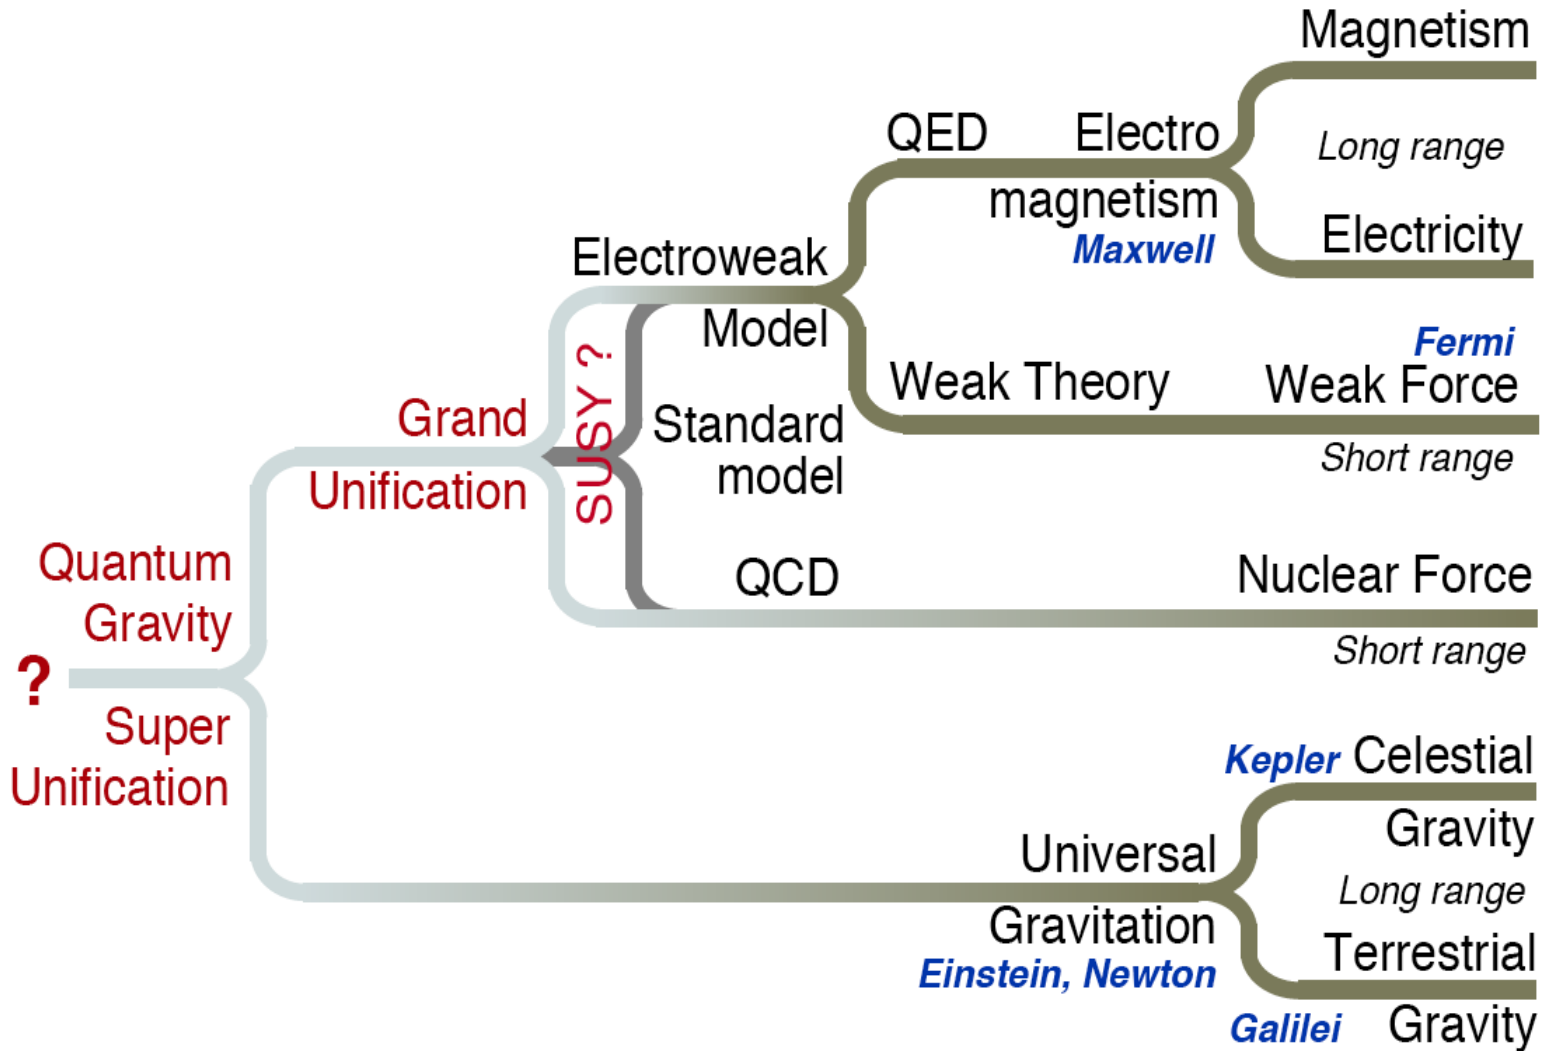 Magnetism
QED Electro
Long range
magnetism
Maxwell
Electricity
Electroweak
Model
Fermi
Weak Theory Weak Force
Short range
SUSY ?
Grand
Unification
Standard
model
QCD Nuclear Force
Short range
Quantum
Gravity
?
Super
Unification
Kepler Celestial
Gravity
Universal
Gravitation
Einstein, Newton
Long range
Terrestrial
Galilei Gravity